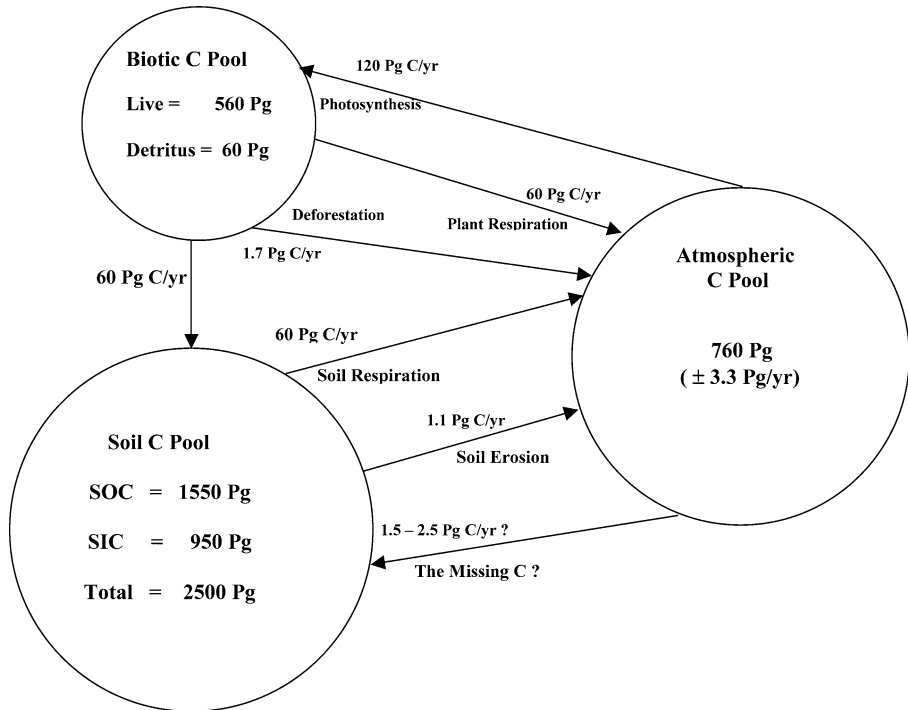 Biotic C Pool
Live = 560 Pg
Detritus = 60 Pg
120 Pg C/yr
Photosynthesis
60 Pg C/yr
Plant Respiration
Deforestation
1.7 Pg C/yr
60 Pg C/yr
Atmospheric
C Pool
760 Pg
( ± 3.3 Pg/yr)
60 Pg C/yr
Soil Respiration
1.1 Pg C/yr
Soil Erosion
Soil C Pool
SOC = 1550 Pg
SIC = 950 Pg
Total = 2500 Pg
1.5 – 2.5 Pg C/yr ?
The Missing C ?